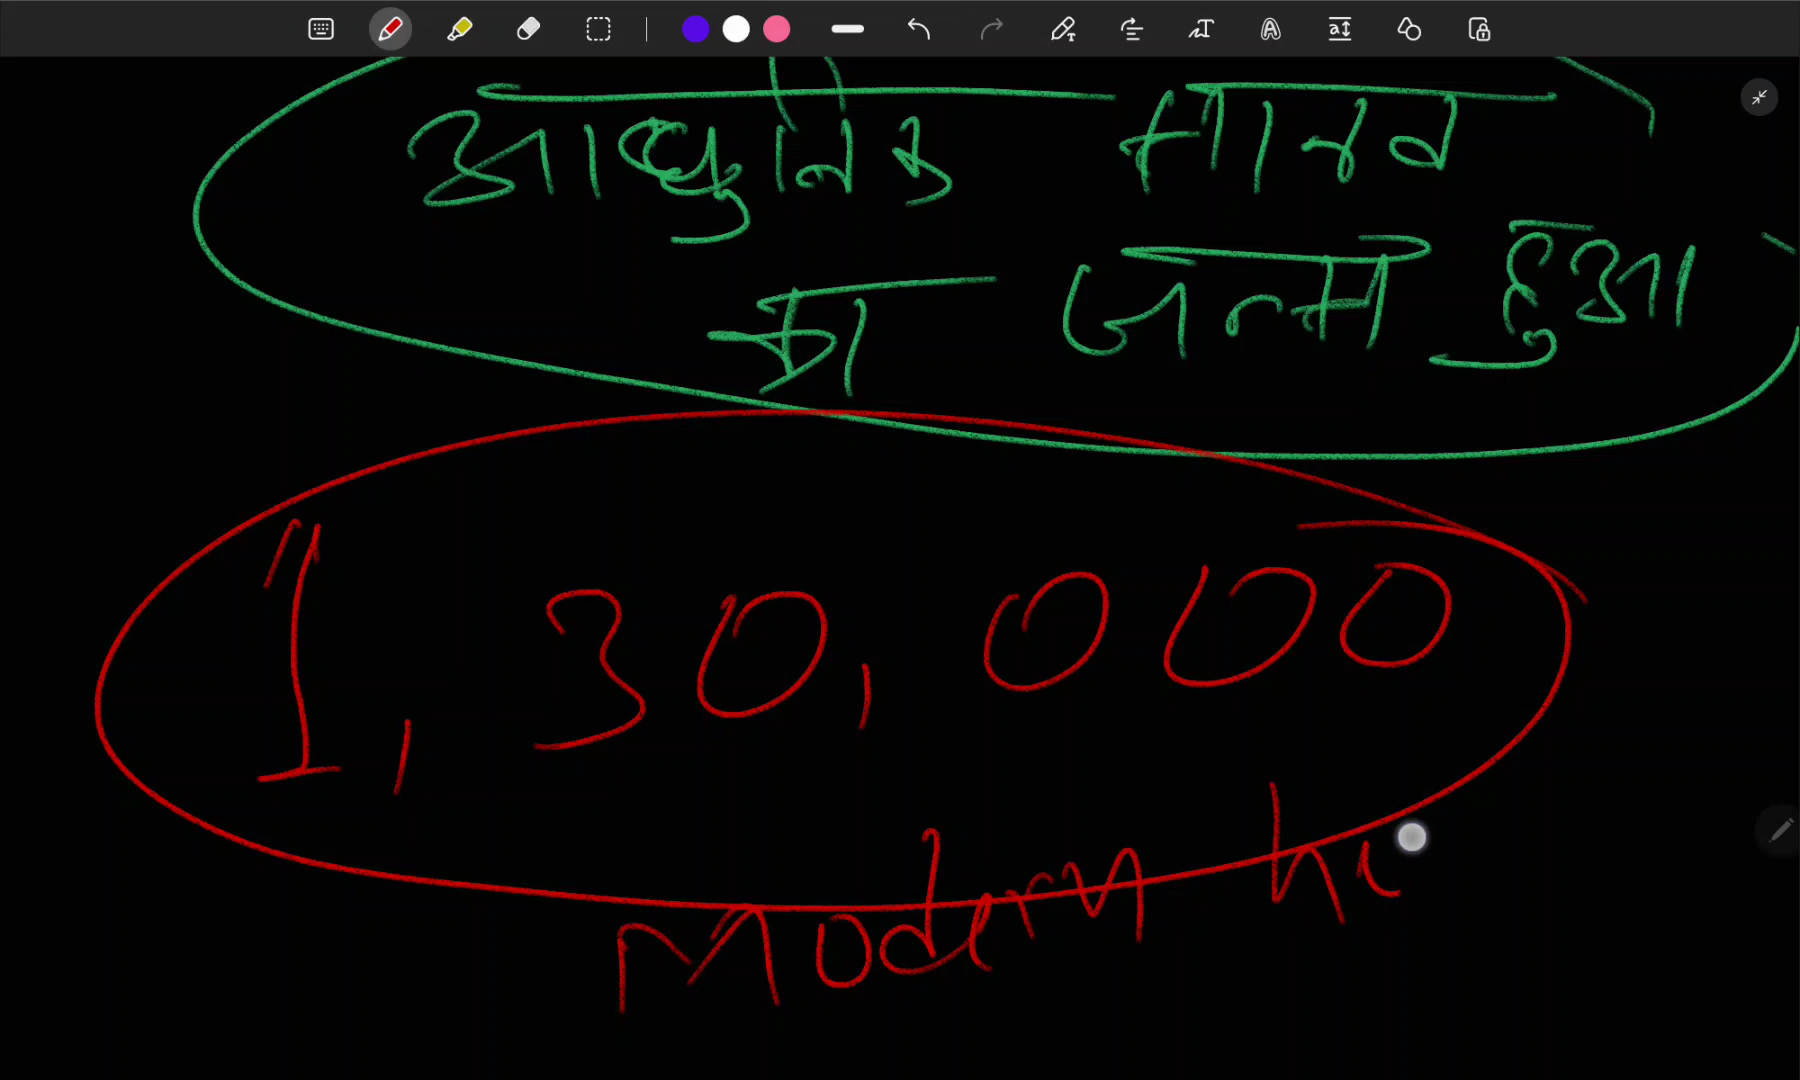 आधुनिक मानव
का जन्म हुआ
1,30,000
Modern hu